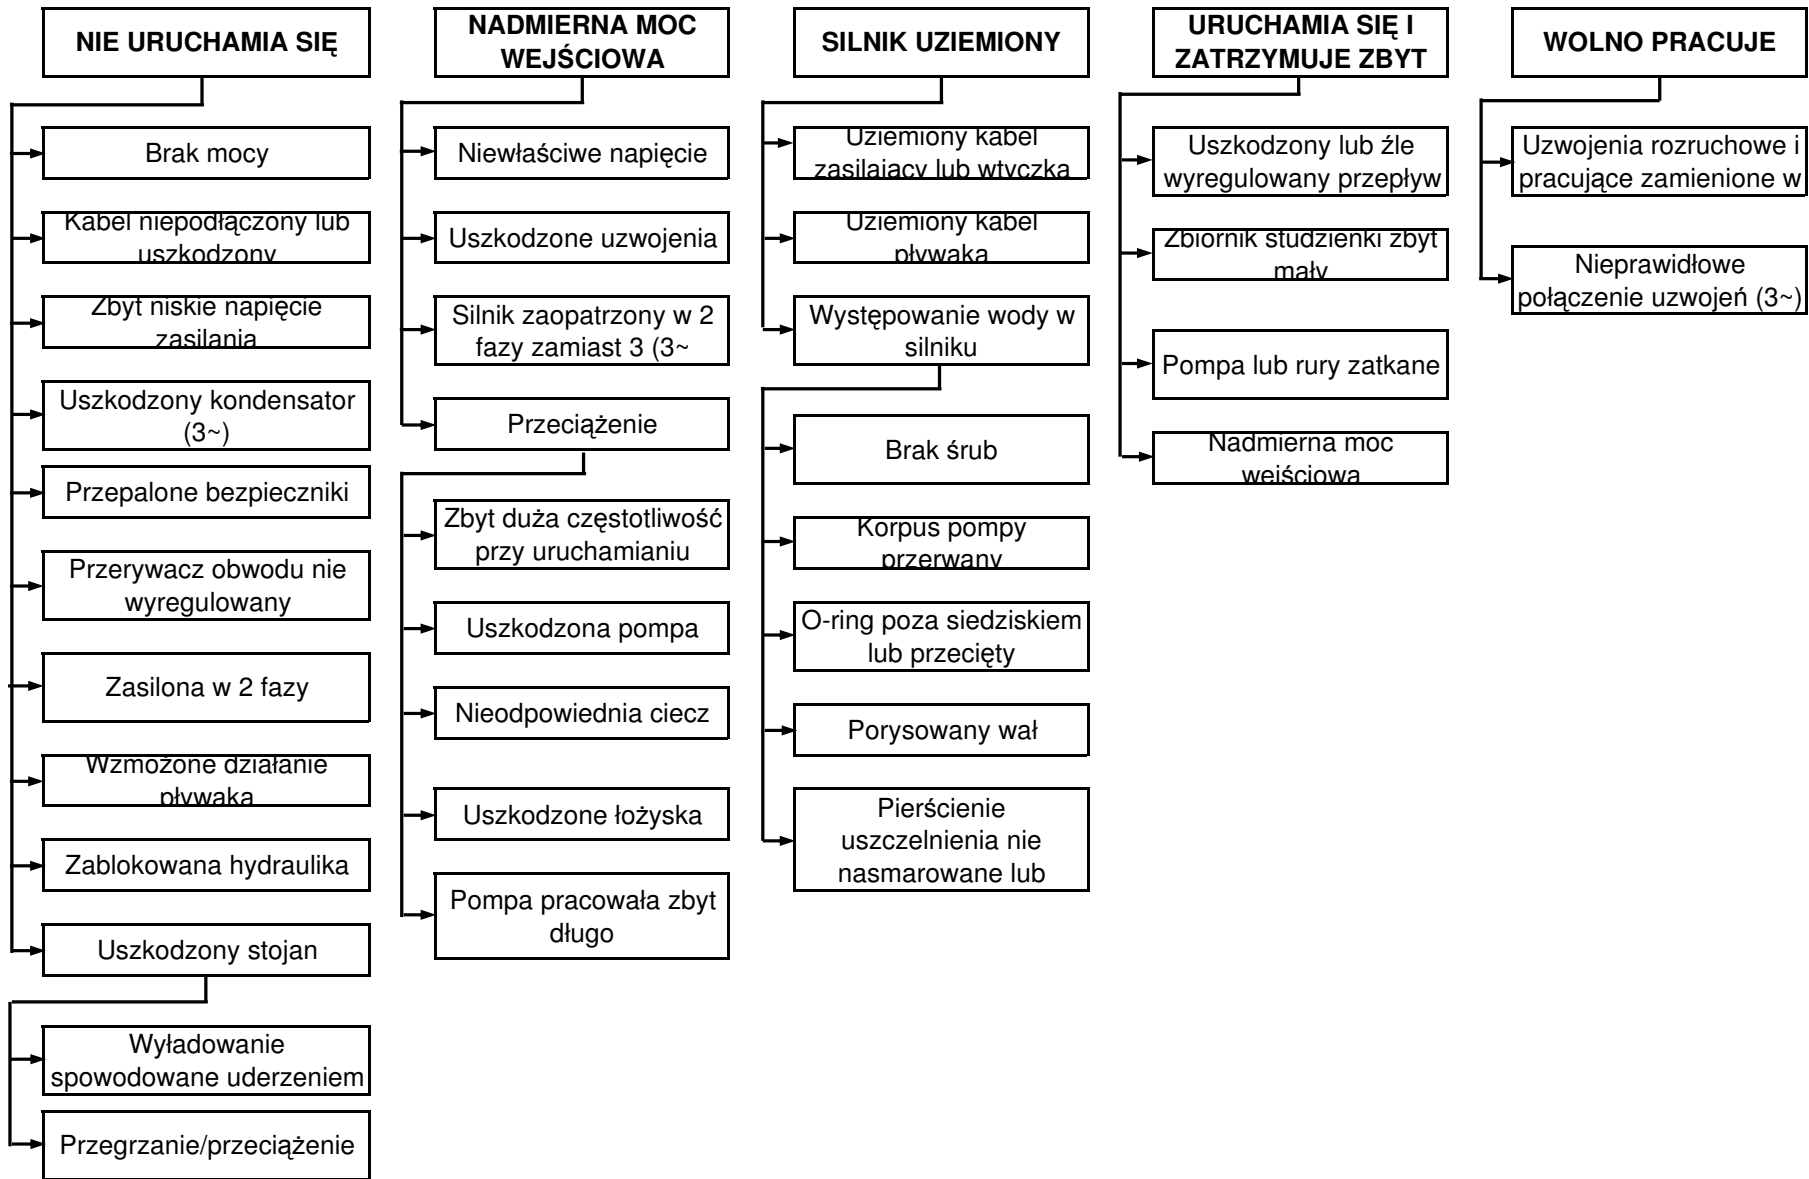 NIE URUCHAMIA SIĘ
Brak mocy
Kabel niepodłączony lub
uszkodzony
Zbyt niskie napięcie
zasilania
Uszkodzony kondensator
(3~)
Przepalone bezpieczniki
Przerywacz obwodu nie
wyregulowany
Zasilona w 2 fazy
Wzmożone działanie
pływaka
Zablokowana hydraulika
Uszkodzony stojan
Wyładowanie
spowodowane uderzeniem
Przegrzanie/przeciążenie
NADMIERNA MOC
WEJŚCIOWA
Niewłaściwe napięcie
Uszkodzone uzwojenia
Silnik zaopatrzony w 2
fazy zamiast 3 (3~
Przeciążenie
Zbyt duża częstotliwość
przy uruchamianiu
Uszkodzona pompa
Nieodpowiednia ciecz
Uszkodzone łożyska
Pompa pracowała zbyt
długo
SILNIK UZIEMIONY
Uziemiony kabel
zasilający lub wtyczka
Uziemiony kabel
pływaka
Występowanie wody w
silniku
Brak śrub
Korpus pompy
przerwany
O-ring poza siedziskiem
lub przecięty
Porysowany wał
Pierścienie
uszczelnienia nie
nasmarowane lub
URUCHAMIA SIĘ I
ZATRZYMUJE ZBYT
Uszkodzony lub źle
wyregulowany przepływ
Zbiornik studzienki zbyt
mały
Pompa lub rury zatkane
Nadmierna moc
wejściowa
WOLNO PRACUJE
Uzwojenia rozruchowe i
pracujące zamienione w
Nieprawidłowe
połączenie uzwojeń (3~)